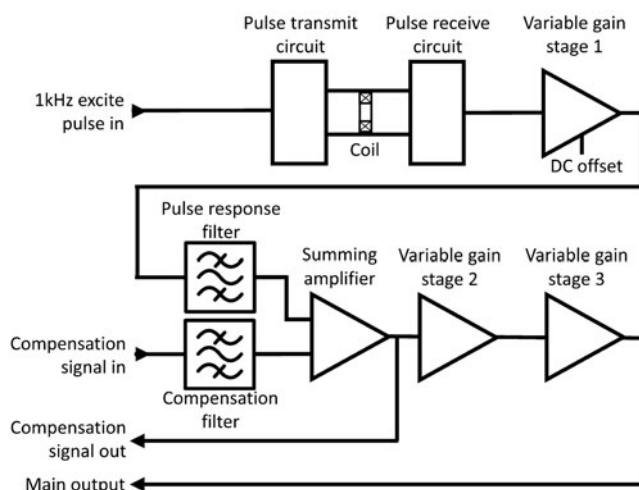 Pulse transmit
circuit
Pulse receive
circuit
Variable gain
stage 1
1kHz excite
pulse in
Coil
DC offset
Pulse response
filter
Summing
amplifier
Variable gain
stage 2
Variable gain
stage 3
Compensation
signal in
Compensation
filter
Compensation
signal out
Main output